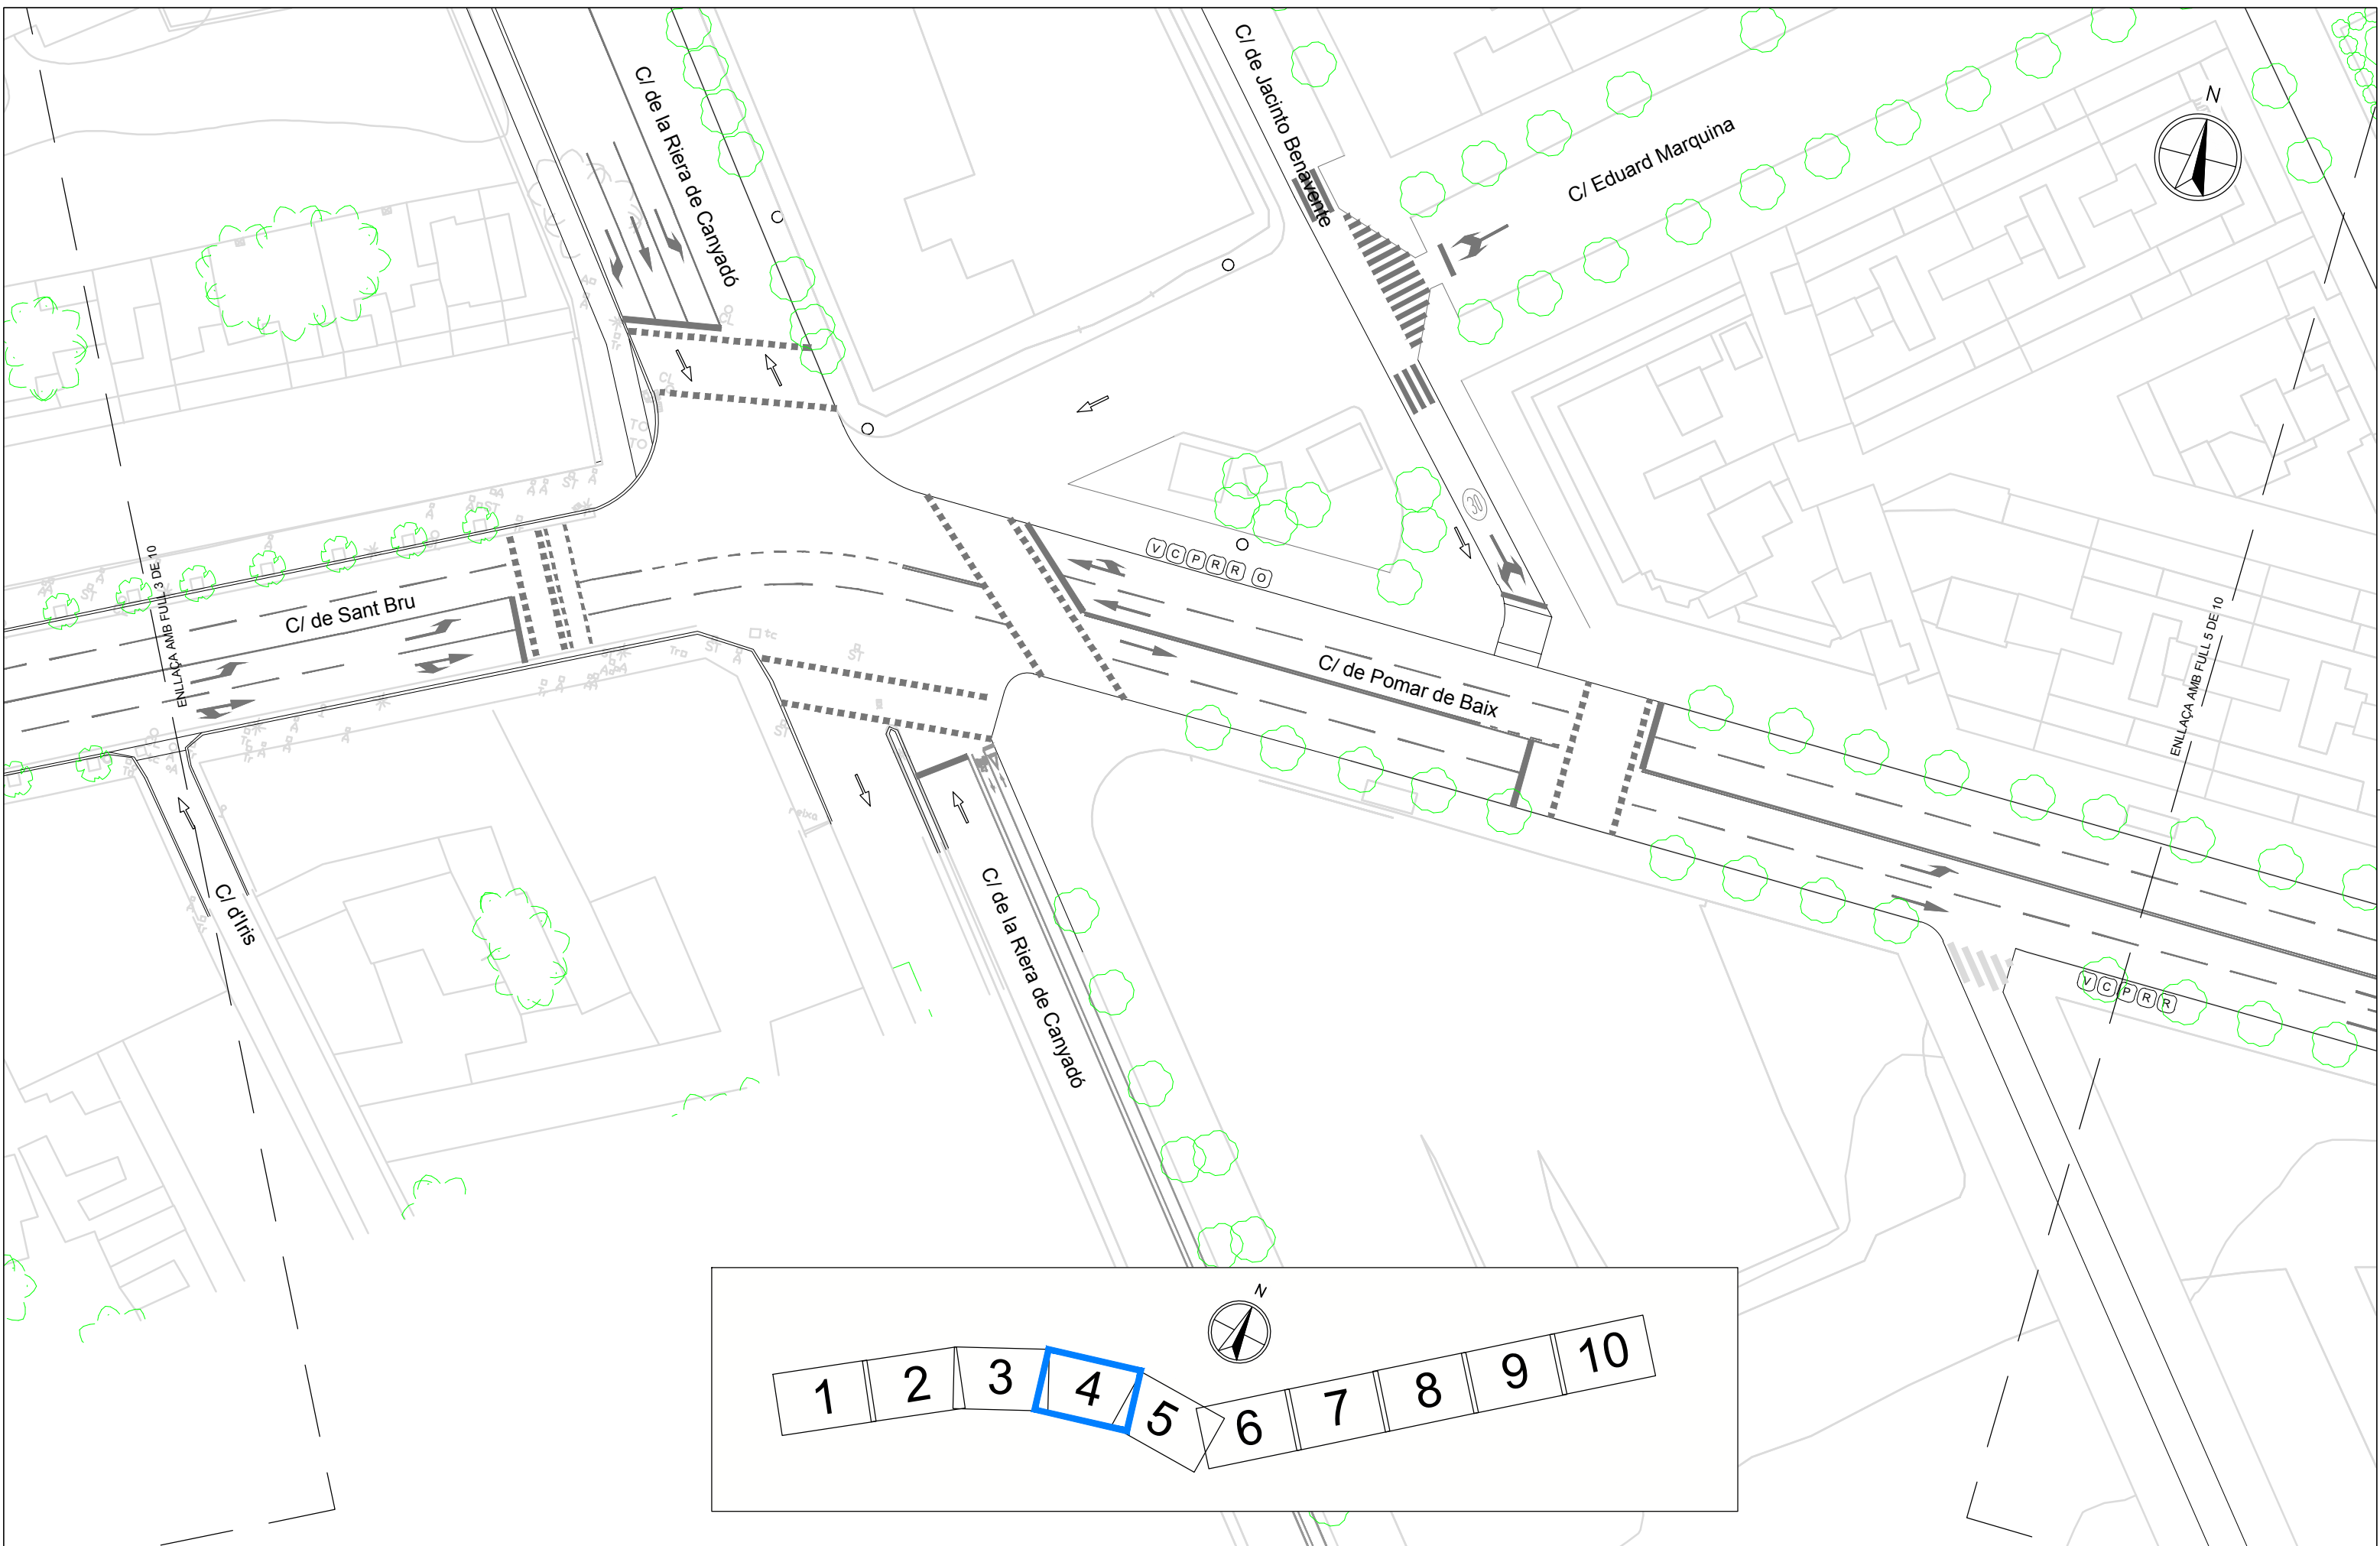 C/ de la Riera de Canyadó
C/ de Jacinto Benavente
C/ Eduard Marquina
N
30
V C P R R O
ENLLAÇA AMB FULL 3 DE 10
C/ de Sant Bru
C/ de Pomar de Baix
ENLLAÇA AMB FULL 5 DE 10
C/ d'Iris
reixa
C/ de la Riera de Canyadó
V C P R R
N
1 2 3 4 5 6 7 8 9 10